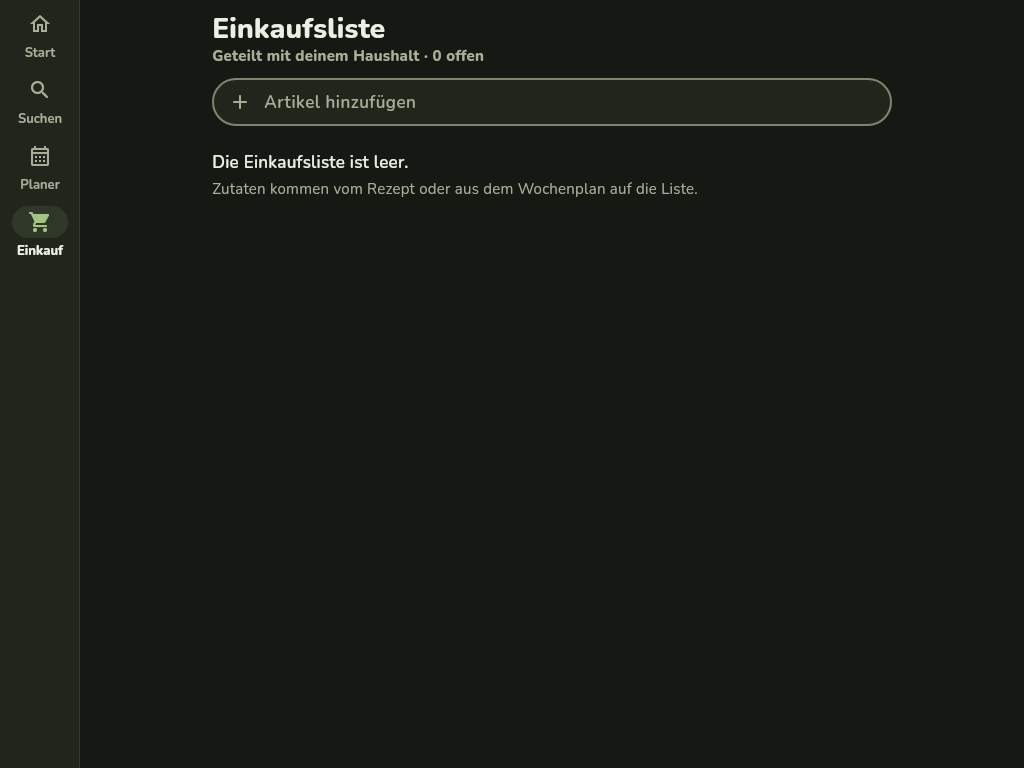 Start
Suchen
Planer
Einkauf
Einkaufsliste
Geteilt mit deinem Haushalt · 0 offen
Artikel hinzufügen
Die Einkaufsliste ist leer.
Zutaten kommen vom Rezept oder aus dem Wochenplan auf die Liste.